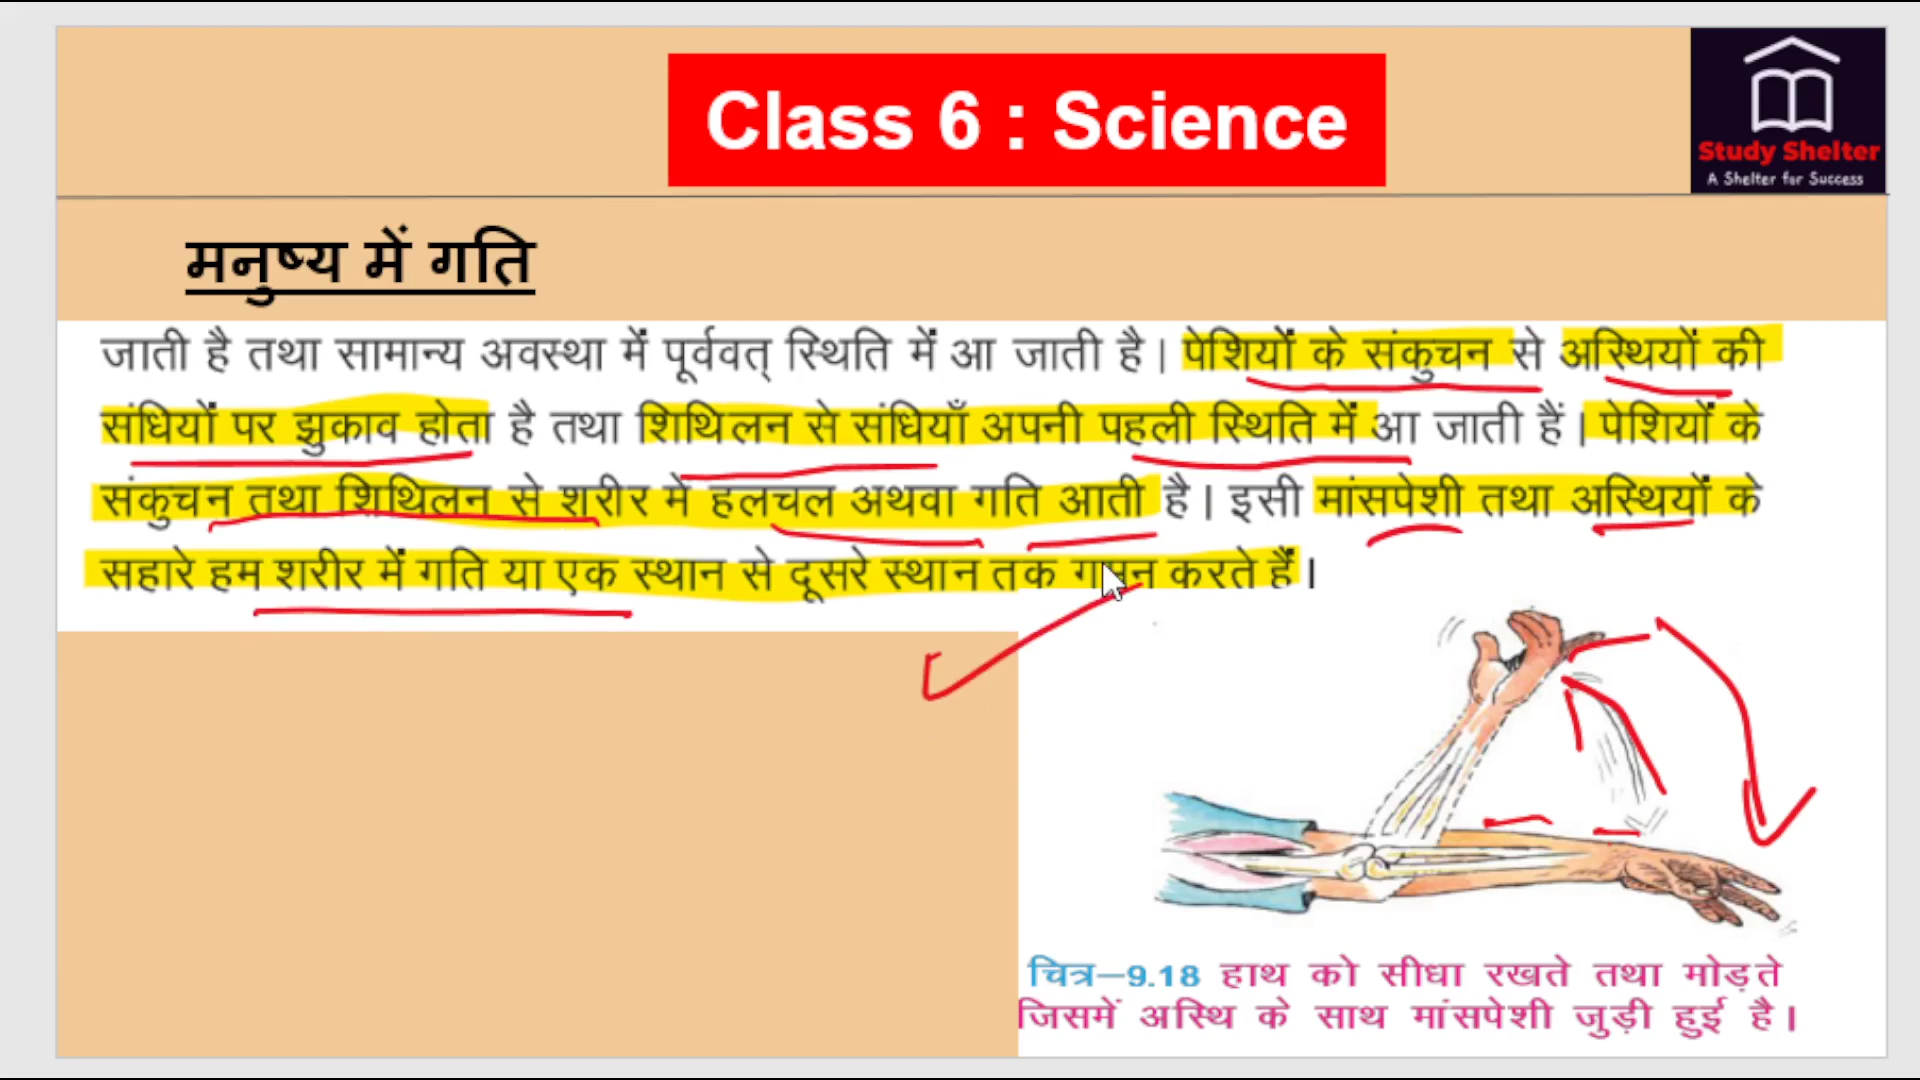 Class 6 : Science
Study Shelter
A Shelter for Success
मनुष्य में गति
जाती है तथा सामान्य अवस्था में पूर्ववत् स्थिति में आ जाती है। पेशियों के संकुचन से अस्थियों की
संधियों पर झुकाव होता है तथा शिथिलन से संधियाँ अपनी पहली स्थिति में आ जाती हैं। पेशियों के
संकुचन तथा शिथिलन से शरीर में हलचल अथवा गति आती है। इसी मांसपेशी तथा अस्थियों के
सहारे हम शरीर में गति या एक स्थान से दूसरे स्थान तक गमन करते हैं।
चित्र–9.18 हाथ को सीधा रखते तथा मोड़ते
जिसमें अस्थि के साथ मांसपेशी जुड़ी हुई है।